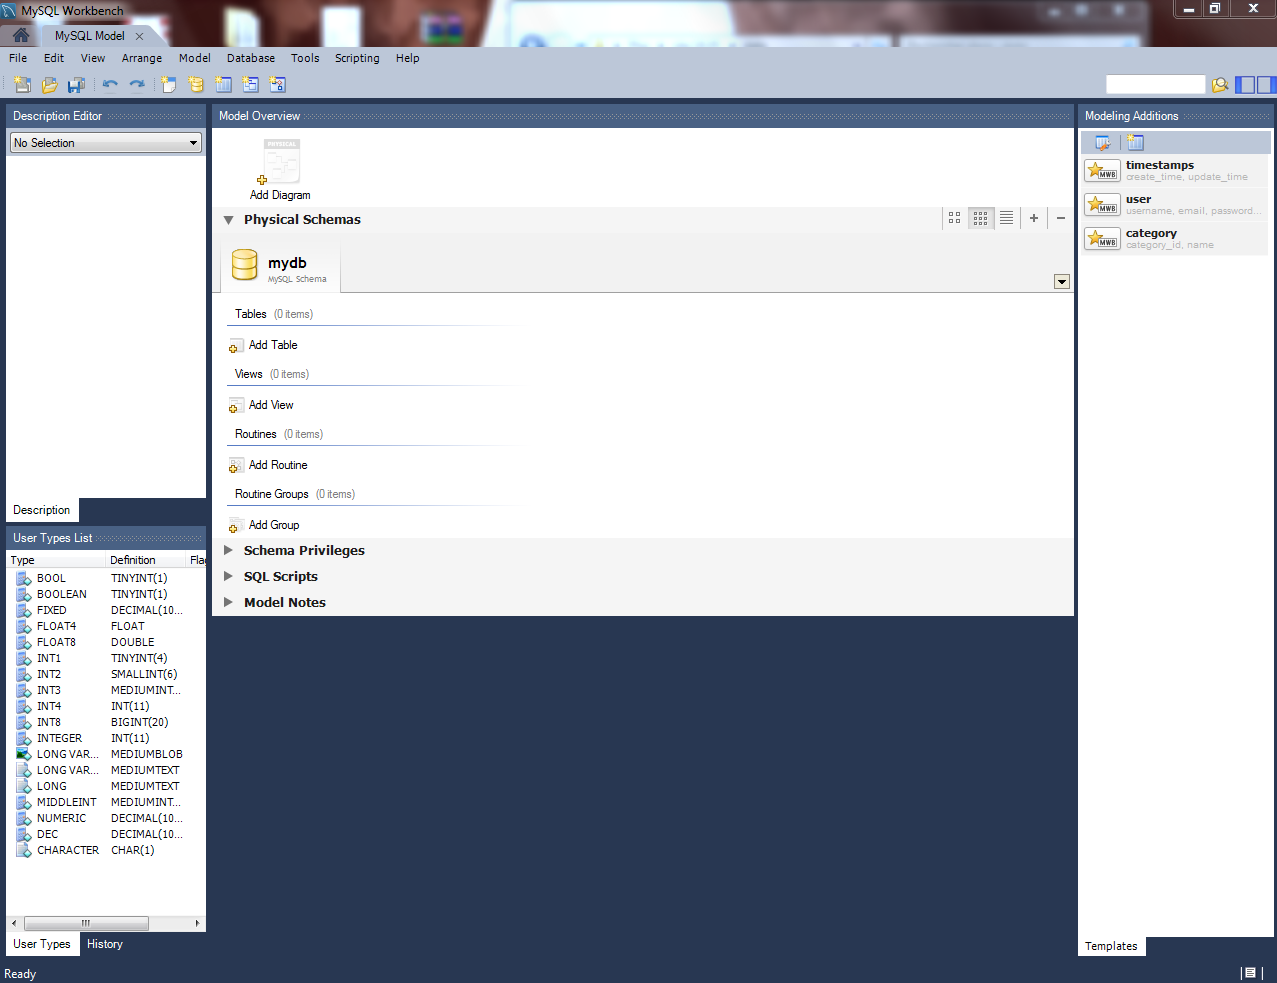 MySQL Workbench
MySQL Model
File Edit View Arrange Model Database Tools Scripting Help
Description Editor
No Selection
Description
User Types List
Type Definition Flag
BOOL TINYINT(1)
BOOLEAN TINYINT(1)
FIXED DECIMAL(10...
FLOAT4 FLOAT
FLOAT8 DOUBLE
INT1 TINYINT(4)
INT2 SMALLINT(6)
INT3 MEDIUMINT...
INT4 INT(11)
INT8 BIGINT(20)
INTEGER INT(11)
LONG VAR... MEDIUMBLOB
LONG VAR... MEDIUMTEXT
LONG MEDIUMTEXT
MIDDLEINT MEDIUMINT...
NUMERIC DECIMAL(10...
DEC DECIMAL(10...
CHARACTER CHAR(1)
User Types History
Model Overview
PHYSICAL
Add Diagram
Physical Schemas
mydb
MySQL Schema
Tables (0 items)
Add Table
Views (0 items)
Add View
Routines (0 items)
Add Routine
Routine Groups (0 items)
Add Group
Schema Privileges
SQL Scripts
Model Notes
Modeling Additions
MWB timestamps
create_time, update_time
MWB user
username, email, password...
MWB category
category_id, name
Templates
Ready